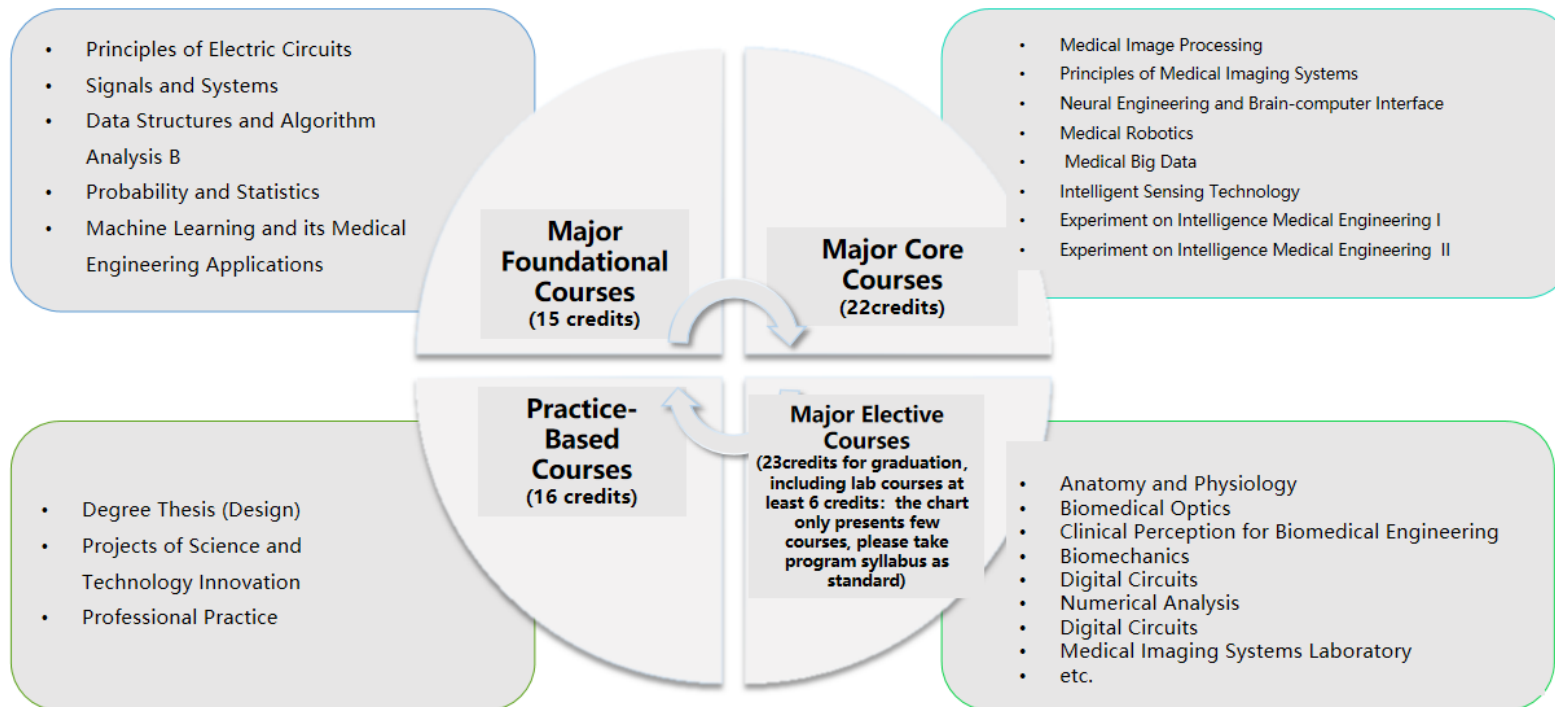 • Principles of Electric Circuits
• Signals and Systems
• Data Structures and Algorithm
Analysis B
• Probability and Statistics
• Machine Learning and its Medical
Engineering Applications
Major
Foundational
Courses
(15 credits)
Major Core
Courses
(22credits)
• Medical Image Processing
• Principles of Medical Imaging Systems
• Neural Engineering and Brain-computer Interface
• Medical Robotics
• Medical Big Data
• Intelligent Sensing Technology
• Experiment on Intelligence Medical Engineering I
• Experiment on Intelligence Medical Engineering II
• Degree Thesis (Design)
• Projects of Science and
Technology Innovation
• Professional Practice
Practice-
Based
Courses
(16 credits)
Major Elective
Courses
(23credits for graduation,
including lab courses at
least 6 credits: the chart
only presents few
courses, please take
program syllabus as
standard)
• Anatomy and Physiology
• Biomedical Optics
• Clinical Perception for Biomedical Engineering
• Biomechanics
• Digital Circuits
• Numerical Analysis
• Digital Circuits
• Medical Imaging Systems Laboratory
• etc.